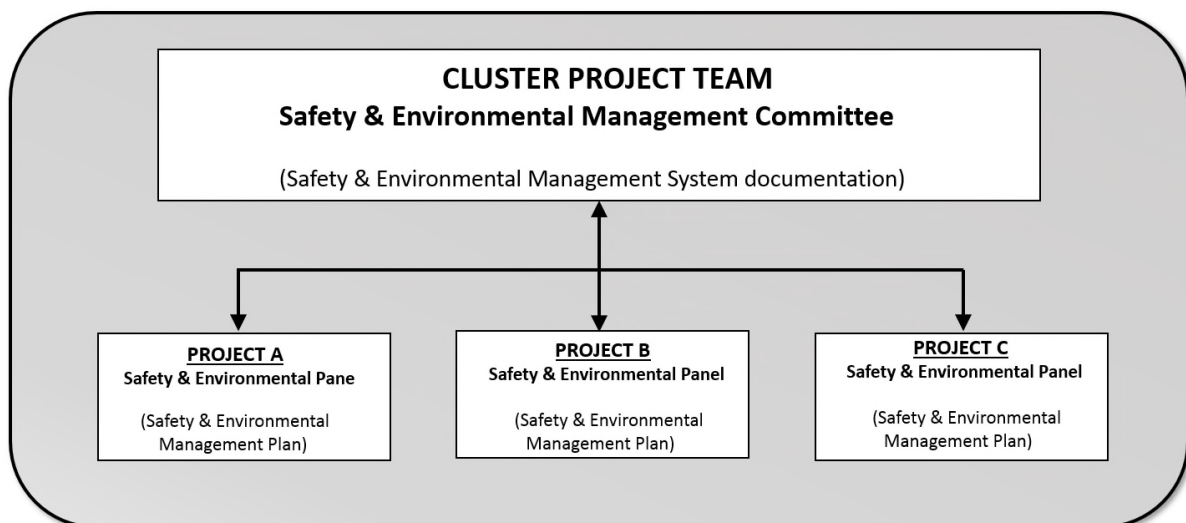 CLUSTER PROJECT TEAM
Safety & Environmental Management Committee
(Safety & Environmental Management System documentation)
PROJECT A
Safety & Environmental Pane
(Safety & Environmental
Management Plan)
PROJECT B
Safety & Environmental Panel
(Safety & Environmental
Management Plan)
PROJECT C
Safety & Environmental Panel
(Safety & Environmental
Management Plan)